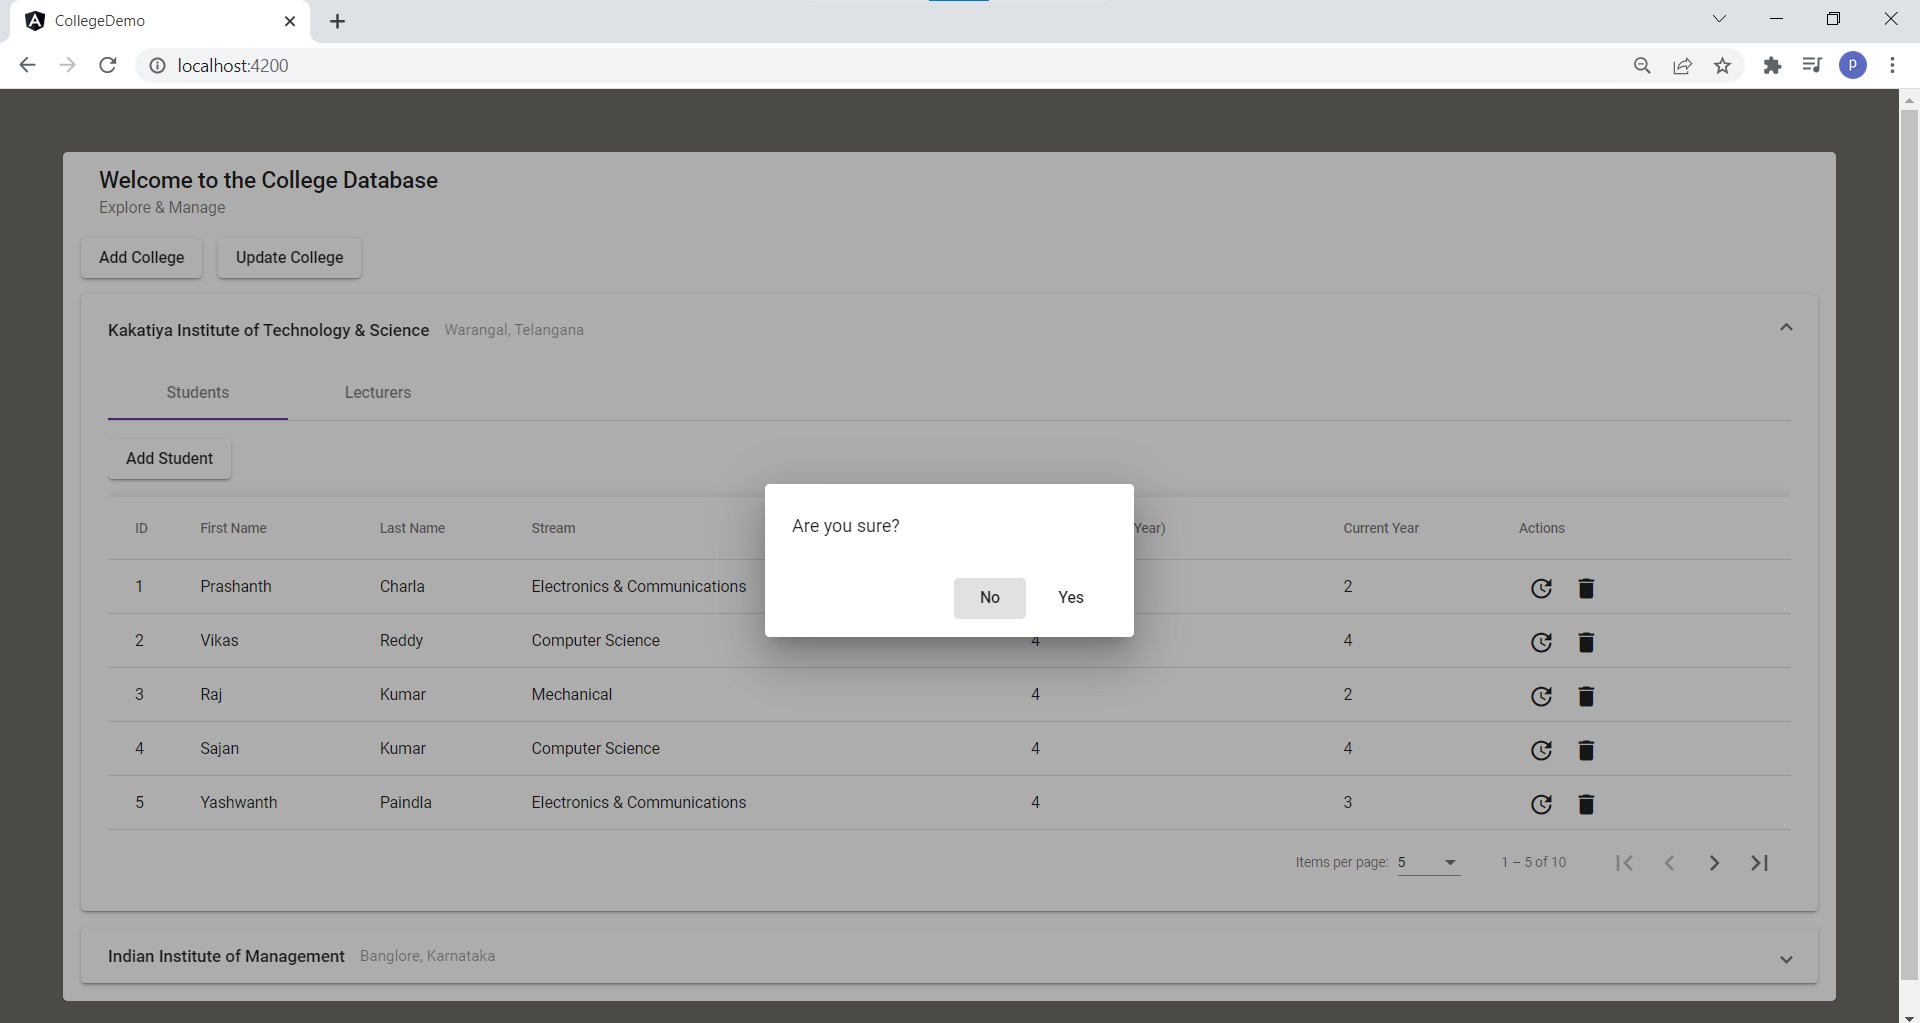 CollegeDemo
localhost:4200
P
Welcome to the College Database
Explore & Manage
Add College Update College
Kakatiya Institute of Technology & Science Warangal, Telangana
Students Lecturers
Add Student
ID First Name Last Name Stream Year) Current Year Actions
Are you sure?
No Yes
1 Prashanth Charla Electronics & Communications 2
2 Vikas Reddy Computer Science 4 4
3 Raj Kumar Mechanical 4 2
4 Sajan Kumar Computer Science 4 4
5 Yashwanth Paindla Electronics & Communications 4 3
Items per page: 5 1 – 5 of 10
Indian Institute of Management Banglore, Karnataka